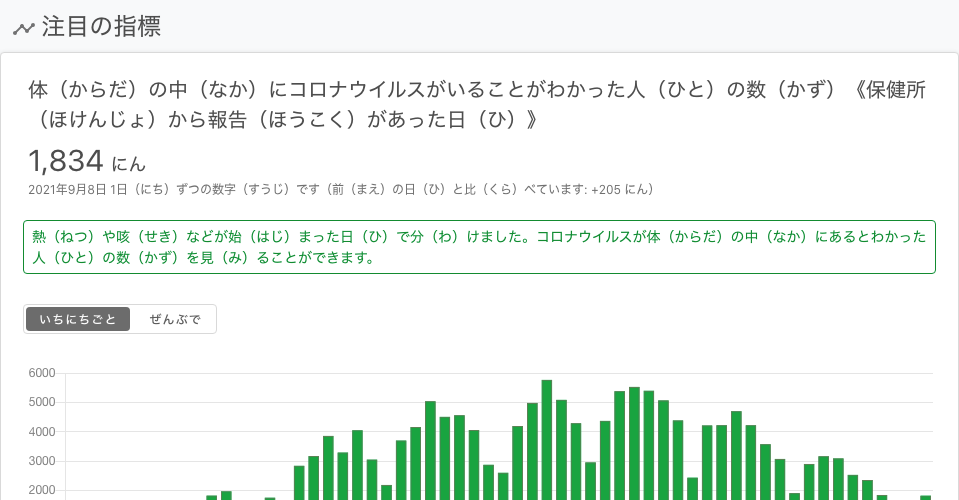 注目の指標
体（からだ）の中（なか）にコロナウイルスがいることがわかった人（ひと）の数（かず）《保健所
（ほけんじょ）から報告（ほうこく）があった日（ひ）》
1,834 にん
2021年9月8日 1日（にち）ずつの数字（すうじ）です（前（まえ）の日（ひ）と比（くら）べています: +205 にん）
熱（ねつ）や咳（せき）などが始（はじ）まった日（ひ）で分（わ）けました。コロナウイルスが体（からだ）の中（なか）にあるとわかった
人（ひと）の数（かず）を見（み）ることができます。
いちにちごと ぜんぶで
6000
5000
4000
3000
2000